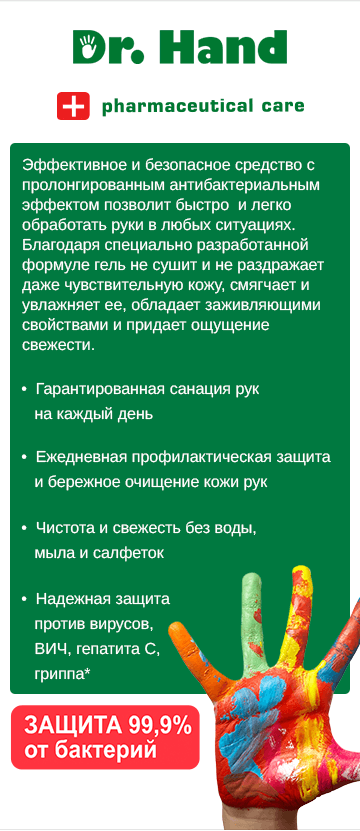 Dr. Hand
pharmaceutical care
Эффективное и безопасное средство с
пролонгированным антибактериальным
эффектом позволит быстро и легко
обработать руки в любых ситуациях.
Благодаря специально разработанной
формуле гель не сушит и не раздражает
даже чувствительную кожу, смягчает и
увлажняет ее, обладает заживляющими
свойствами и придает ощущение
свежести.
• Гарантированная санация рук
на каждый день
• Ежедневная профилактическая защита
и бережное очищение кожи рук
• Чистота и свежесть без воды,
мыла и салфеток
• Надежная защита
против вирусов,
ВИЧ, гепатита С,
гриппа*
ЗАЩИТА 99,9%
от бактерий